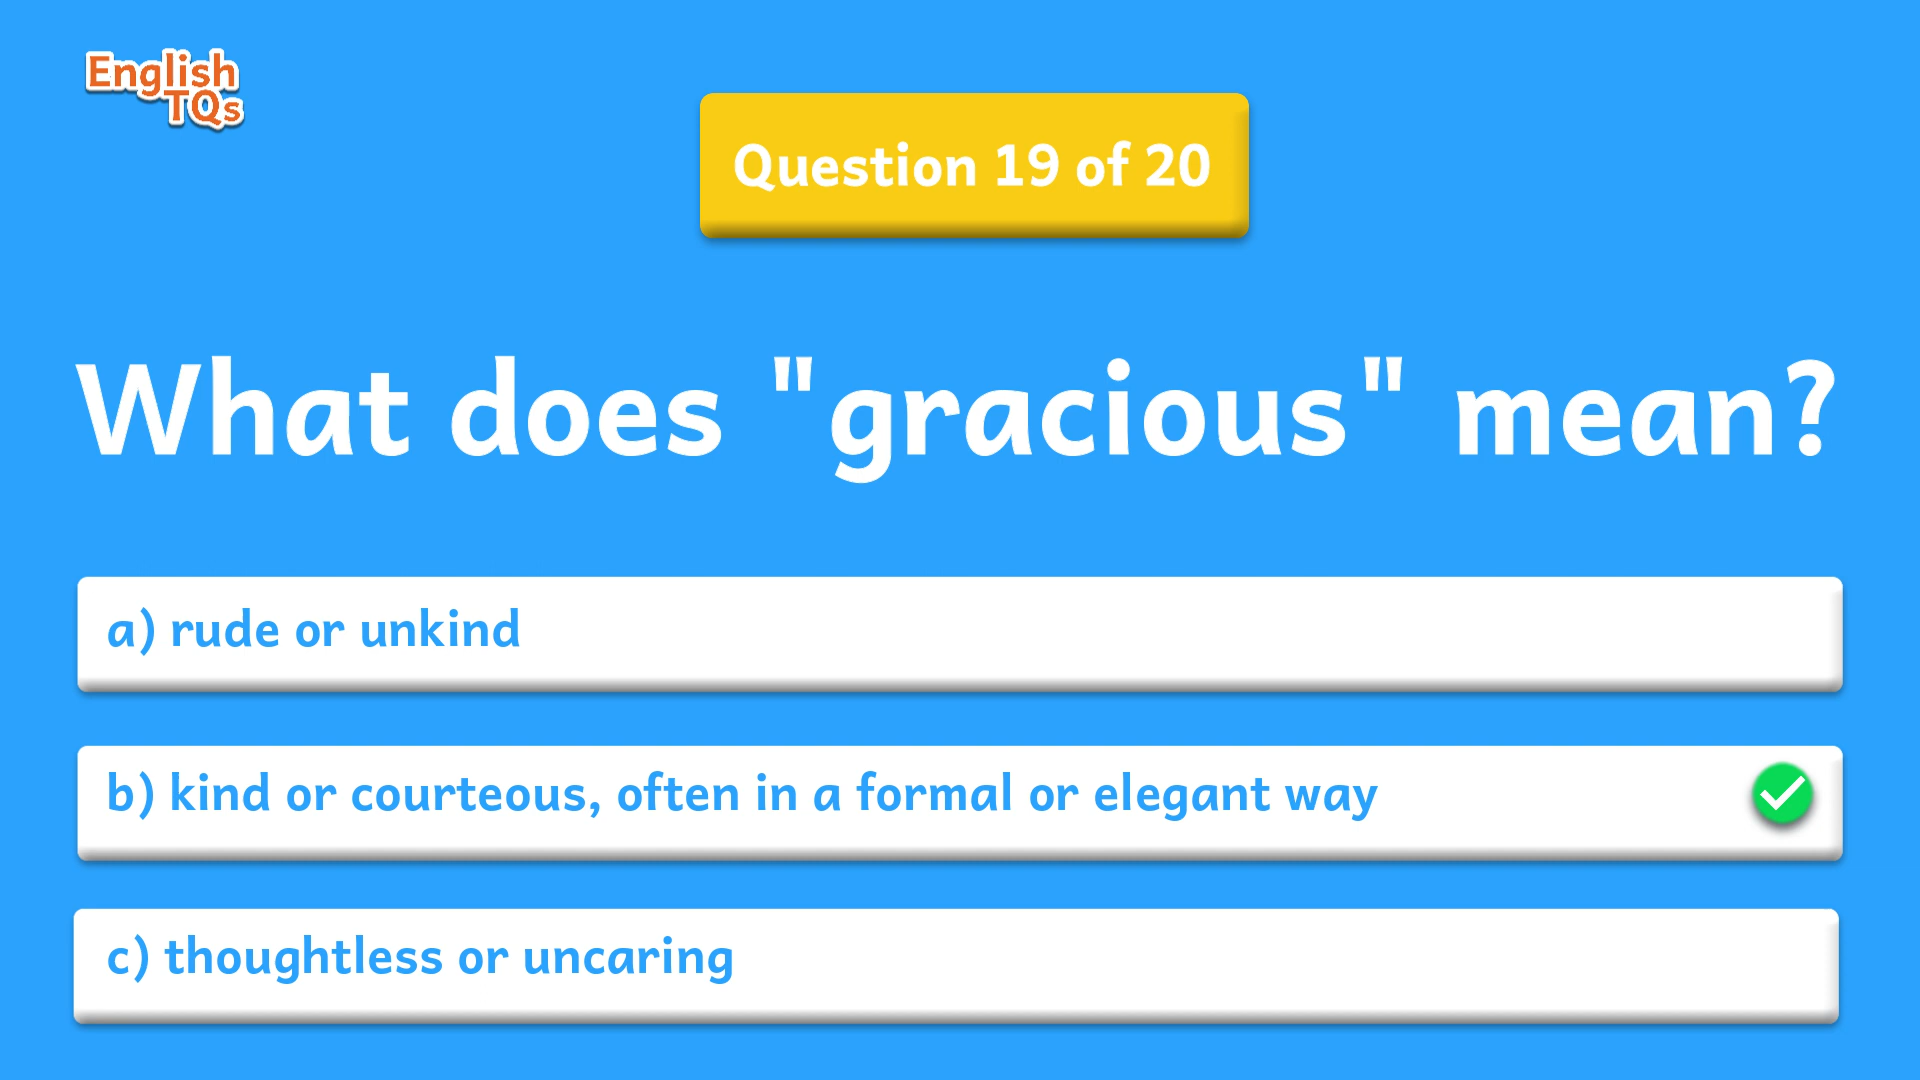 English
TQs
Question 19 of 20
What does "gracious" mean?
a) rude or unkind
b) kind or courteous, often in a formal or elegant way
c) thoughtless or uncaring